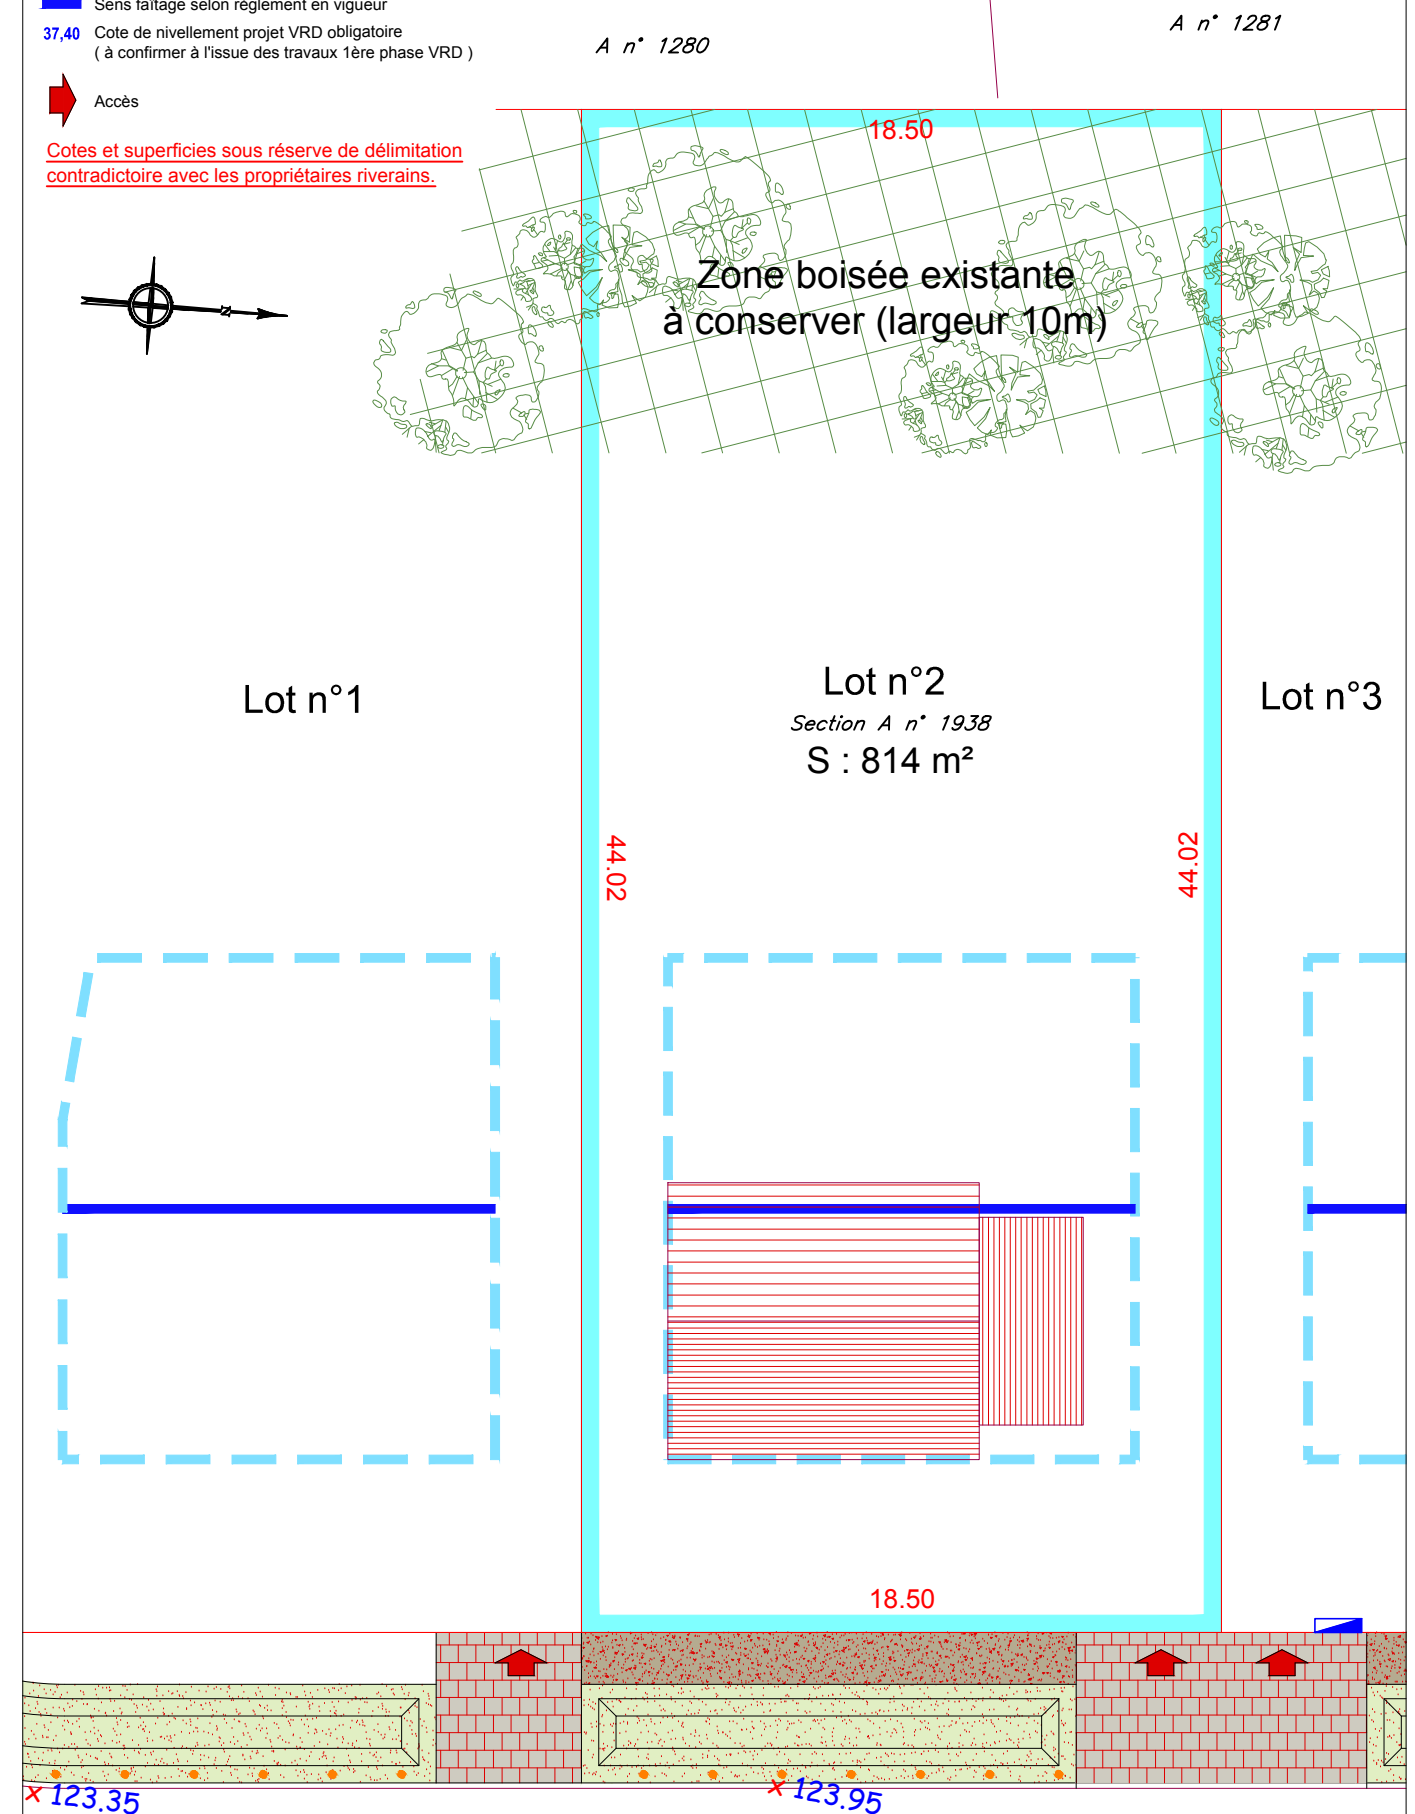 Sens faîtage selon règlement en vigueur
37,40 Cote de nivellement projet VRD obligatoire
( à confirmer à l'issue des travaux 1ère phase VRD )
Accès
Cotes et superficies sous réserve de délimitation
contradictoire avec les propriétaires riverains.
A n° 1280
A n° 1281
18.50
N
Zone boisée existante
à conserver (largeur 10m)
Lot n°1
Lot n°2
Section A n° 1938
S : 814 m²
Lot n°3
44.02
44.02
18.50
× 123.35
× 123.95